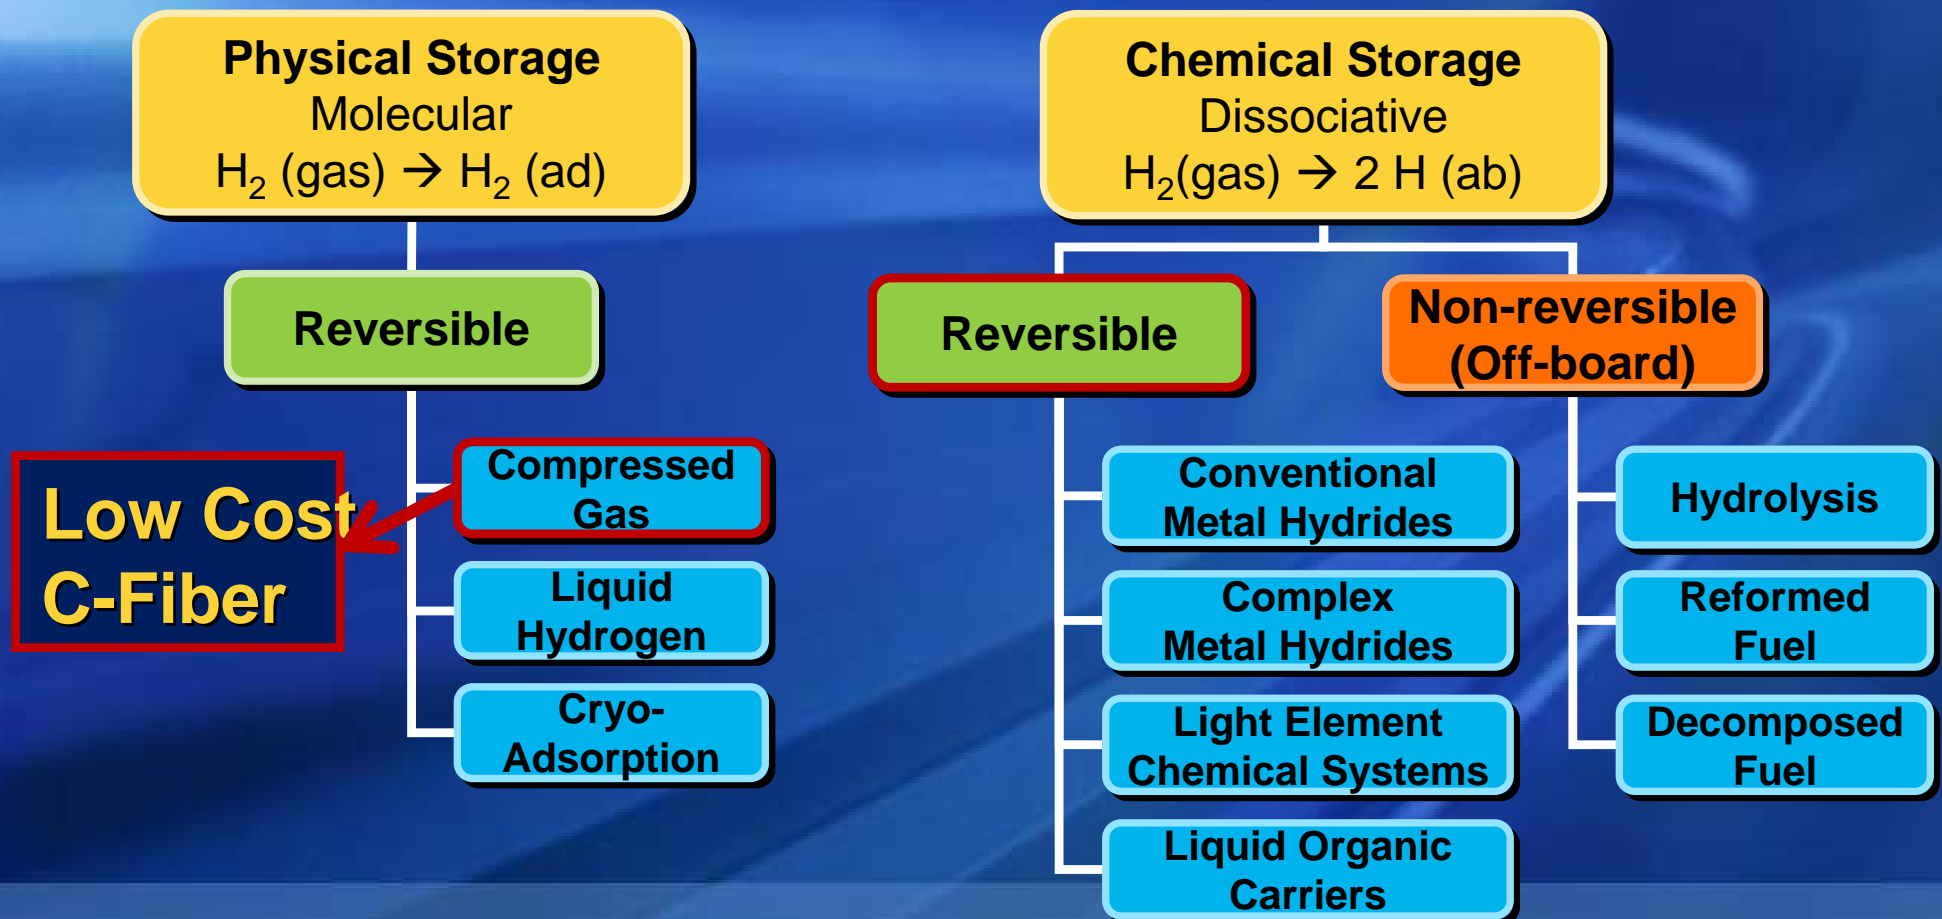 Physical Storage
Molecular
H₂ (gas) → H₂ (ad)
Reversible
Compressed
Gas
Low Cost
C-Fiber
Liquid
Hydrogen
Cryo-
Adsorption
Chemical Storage
Dissociative
H₂(gas) → 2 H (ab)
Reversible
Conventional
Metal Hydrides
Complex
Metal Hydrides
Light Element
Chemical Systems
Liquid Organic
Carriers
Non-reversible
(Off-board)
Hydrolysis
Reformed
Fuel
Decomposed
Fuel